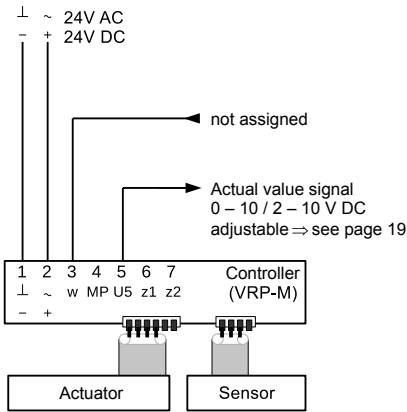 ⊥ ~ 24V AC
– + 24V DC
not assigned
Actual value signal
0 – 10 / 2 – 10 V DC
adjustable ⇒ see page 19
1 2 3 4 5 6 7 Controller
⊥ ~ w MP U5 z1 z2 (VRP-M)
– +
Actuator Sensor